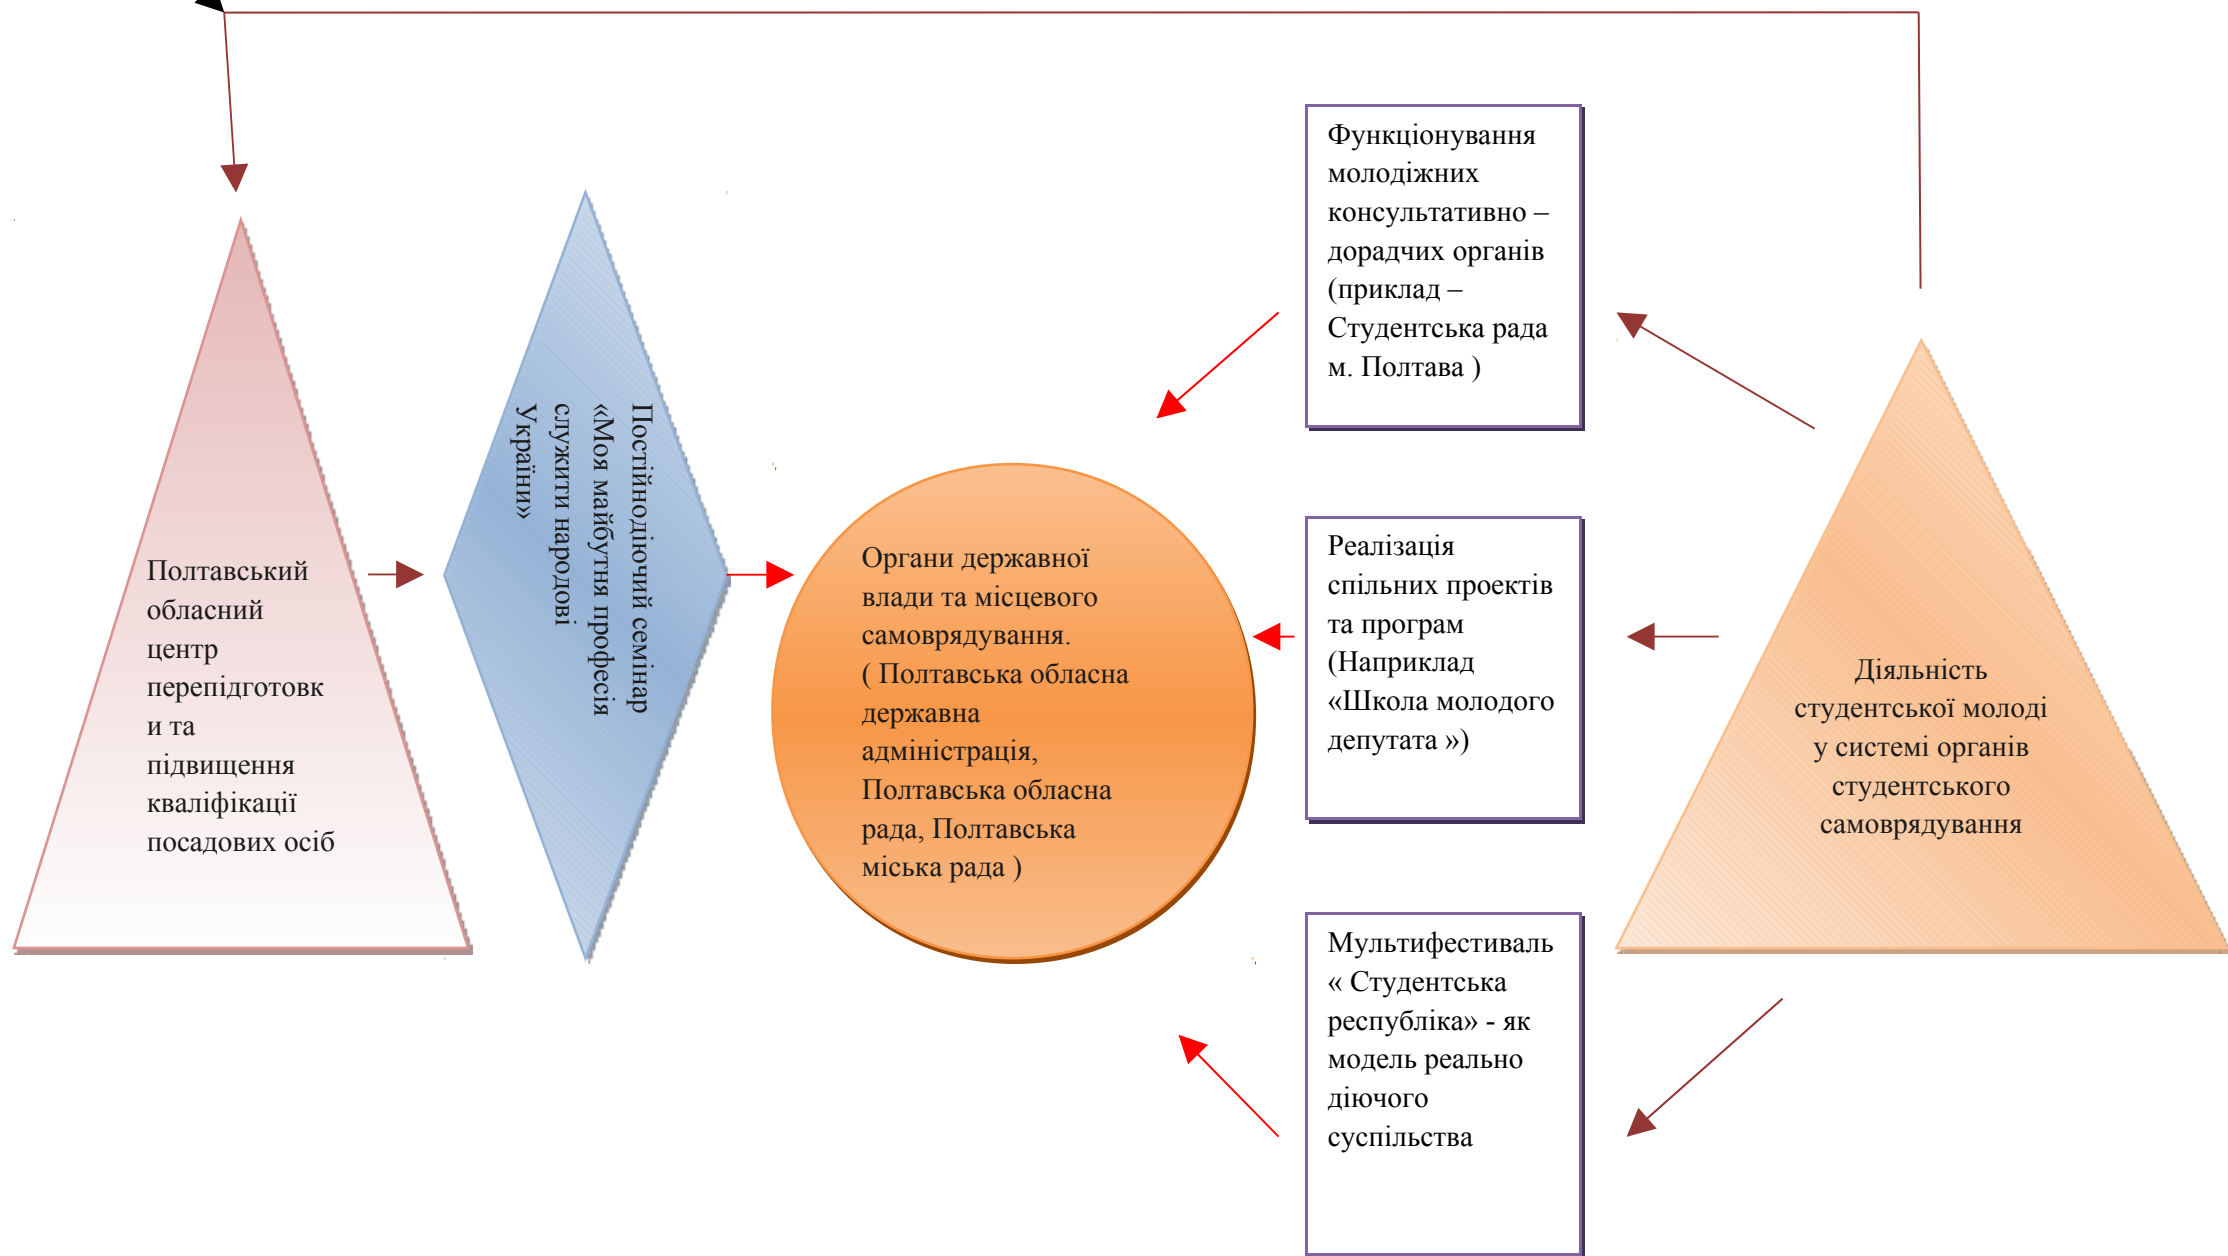 Полтавський
обласний
центр
перепідготовк
и та
підвищення
кваліфікації
посадових осіб
Постійнодіючий семінар
«Моя майбутня професія
служити народові
України»
Органи державної
влади та місцевого
самоврядування.
( Полтавська обласна
державна
адміністрація,
Полтавська обласна
рада, Полтавська
міська рада )
Функціонування
молодіжних
консультативно –
дорадчих органів
(приклад –
Студентська рада
м. Полтава )
Реалізація
спільних проектів
та програм
(Наприклад
«Школа молодого
депутата »)
Мультифестиваль
« Студентська
республіка» - як
модель реально
діючого
суспільства
Діяльність
студентської молоді
у системі органів
студентського
самоврядування